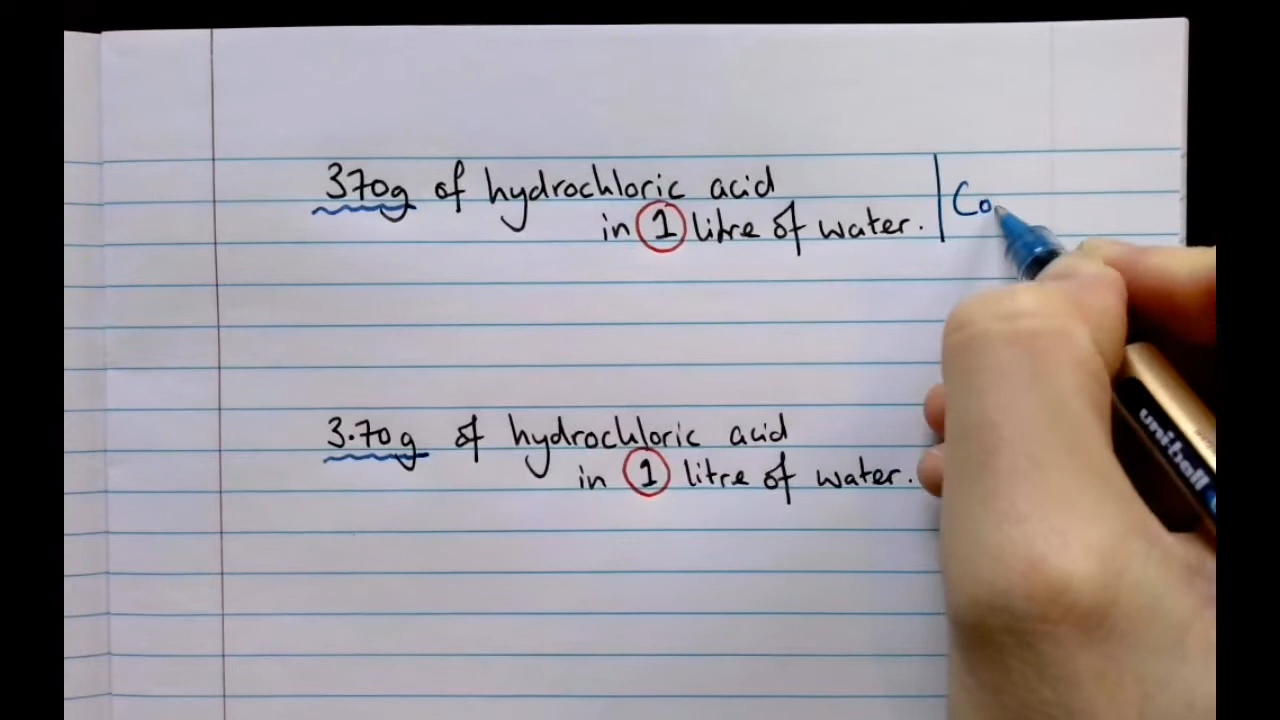 370g of hydrochloric acid
in 1 litre of water.
Co
3.70g of hydrochloric acid
in 1 litre of water.
uniball